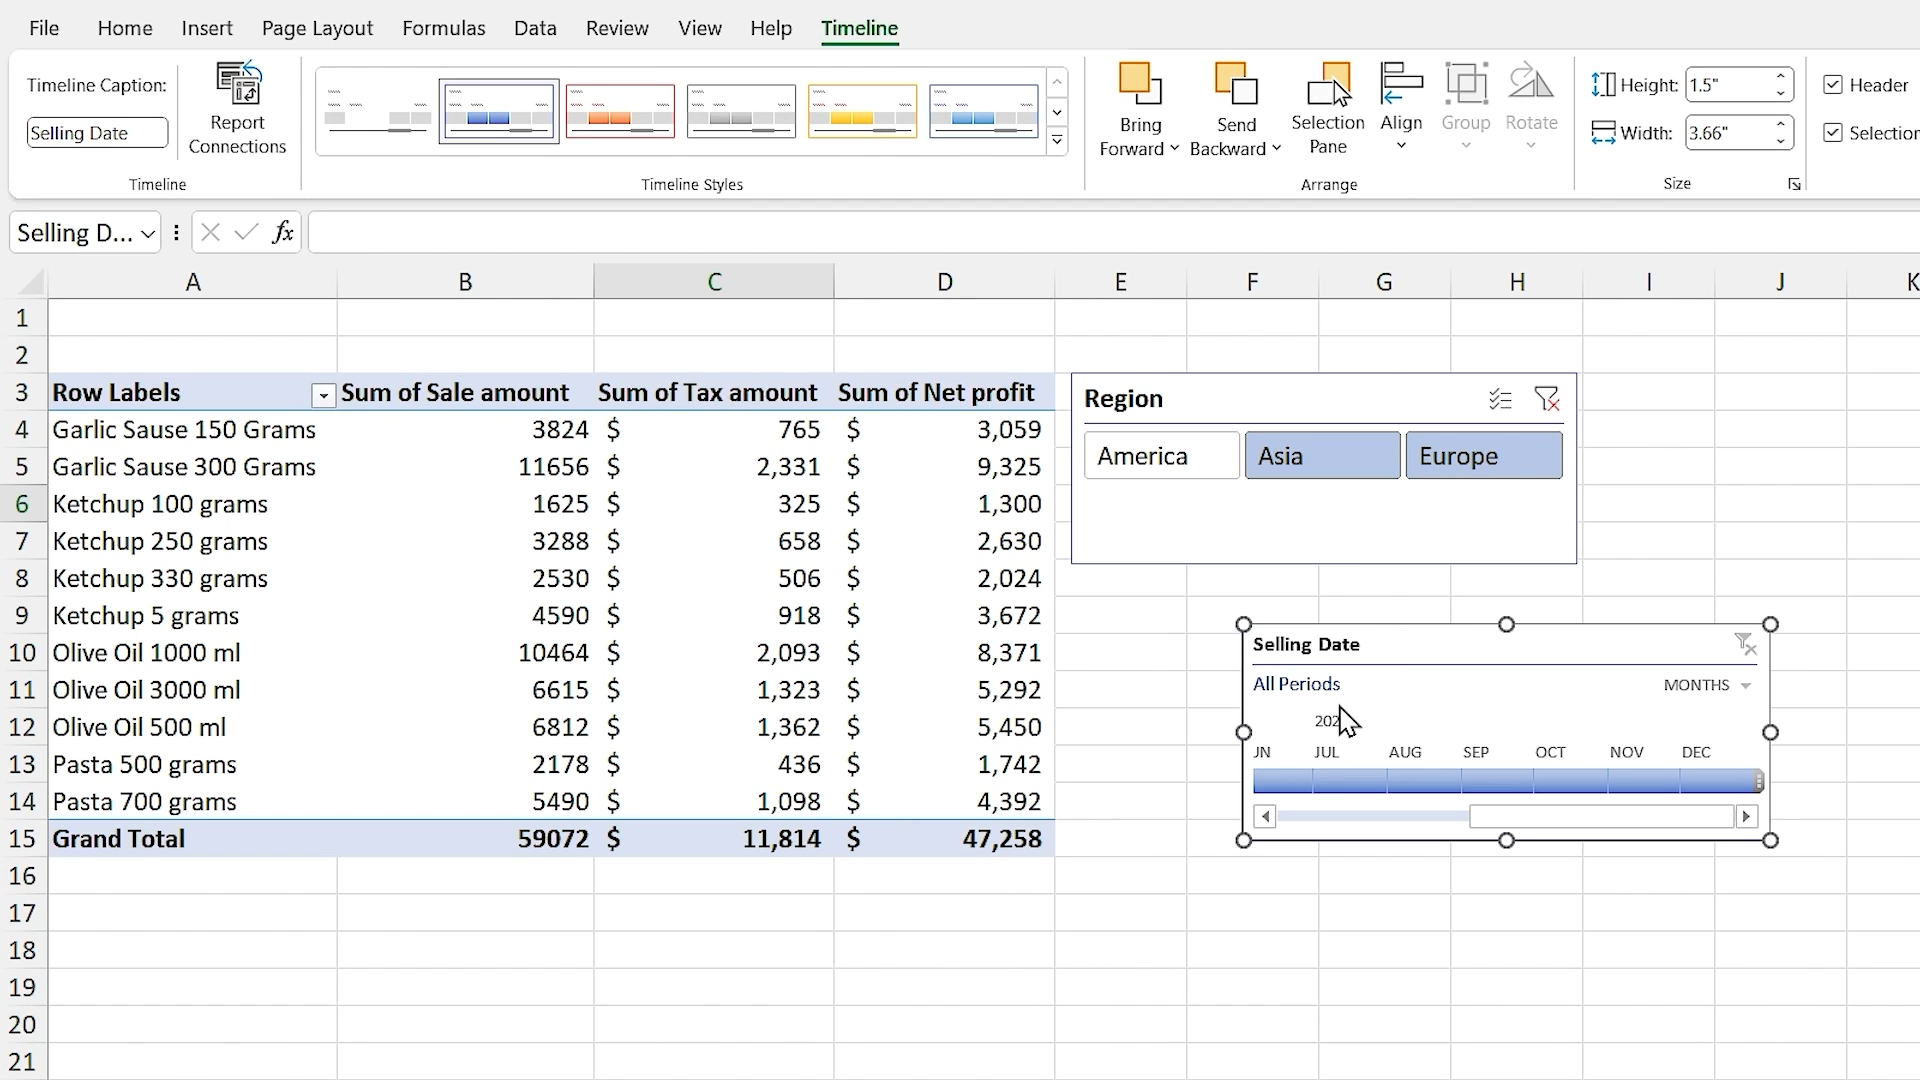 File Home Insert Page Layout Formulas Data Review View Help Timeline
Timeline Caption:
Selling Date
Report
Connections
Timeline
Timeline Styles
Bring
Forward
Send
Backward
Selection
Pane
Align
Group
Rotate
Arrange
Height: 1.5"
Width: 3.66"
Size
Header
Selection
Selling D... fx
A B C D E F G H I J K
1
2
3 Row Labels Sum of Sale amount Sum of Tax amount Sum of Net profit
4 Garlic Sause 150 Grams 3824 $ 765 $ 3,059
5 Garlic Sause 300 Grams 11656 $ 2,331 $ 9,325
6 Ketchup 100 grams 1625 $ 325 $ 1,300
7 Ketchup 250 grams 3288 $ 658 $ 2,630
8 Ketchup 330 grams 2530 $ 506 $ 2,024
9 Ketchup 5 grams 4590 $ 918 $ 3,672
10 Olive Oil 1000 ml 10464 $ 2,093 $ 8,371
11 Olive Oil 3000 ml 6615 $ 1,323 $ 5,292
12 Olive Oil 500 ml 6812 $ 1,362 $ 5,450
13 Pasta 500 grams 2178 $ 436 $ 1,742
14 Pasta 700 grams 5490 $ 1,098 $ 4,392
15 Grand Total 59072 $ 11,814 $ 47,258
16
17
18
19
20
21
Region
America Asia Europe
Selling Date
All Periods MONTHS
JUL AUG SEP OCT NOV DEC